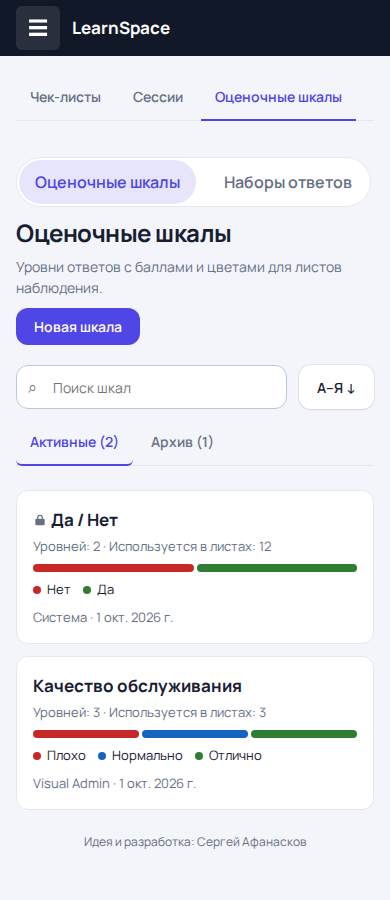 LearnSpace
Чек-листы Сессии Оценочные шкалы
Оценочные шкалы Наборы ответов
Оценочные шкалы
Уровни ответов с баллами и цветами для листов
наблюдения.
Новая шкала
Поиск шкал А–Я ↓
Активные (2) Архив (1)
Да / Нет
Уровней: 2 · Используется в листах: 12
Нет Да
Система · 1 окт. 2026 г.
Качество обслуживания
Уровней: 3 · Используется в листах: 3
Плохо Нормально Отлично
Visual Admin · 1 окт. 2026 г.
Идея и разработка: Сергей Афанасков